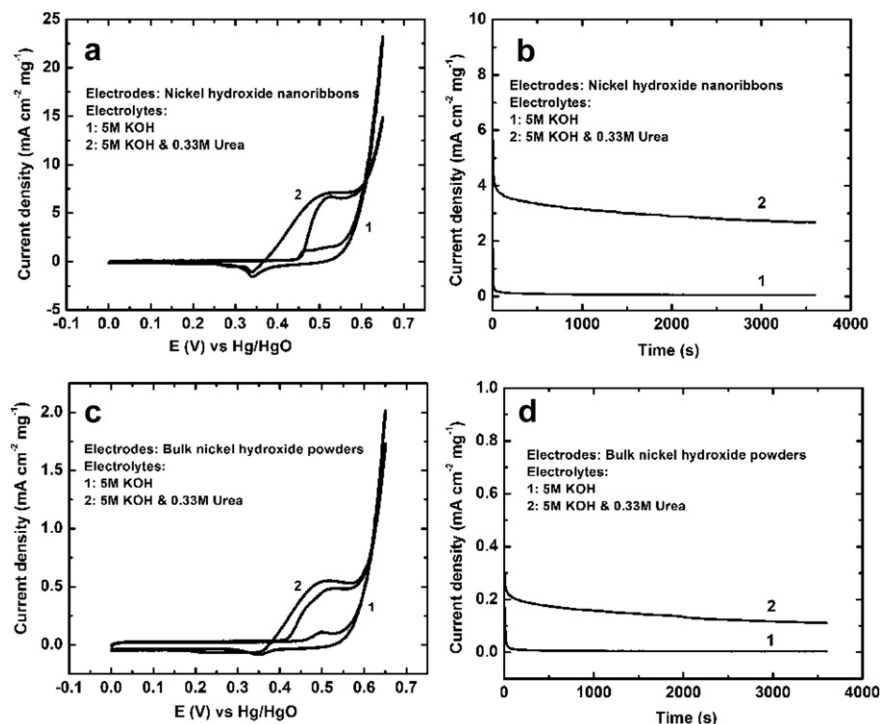 a
Electrodes: Nickel hydroxide nanoribbons
Electrolytes:
1: 5M KOH
2: 5M KOH & 0.33M Urea
2
1
25
20
15
10
5
0
-5
-0.1 0.0 0.1 0.2 0.3 0.4 0.5 0.6 0.7
E (V) vs Hg/HgO
Current density (mA cm⁻² mg⁻¹)
b
Electrodes: Nickel hydroxide nanoribbons
Electrolytes:
1: 5M KOH
2: 5M KOH & 0.33M Urea
2
1
10
8
6
4
2
0
0 1000 2000 3000 4000
Time (s)
Current density (mA cm⁻² mg⁻¹)
c
Electrodes: Bulk nickel hydroxide powders
Electrolytes:
1: 5M KOH
2: 5M KOH & 0.33M Urea
2
1
2.0
1.5
1.0
0.5
0.0
-0.1 0.0 0.1 0.2 0.3 0.4 0.5 0.6 0.7
E (V) vs Hg/HgO
Current density (mA cm⁻² mg⁻¹)
d
Electrodes: Bulk nickel hydroxide powders
Electrolytes:
1: 5M KOH
2: 5M KOH & 0.33M Urea
2
1
1.0
0.8
0.6
0.4
0.2
0.0
0 1000 2000 3000 4000
Time (s)
Current density (mA cm⁻² mg⁻¹)